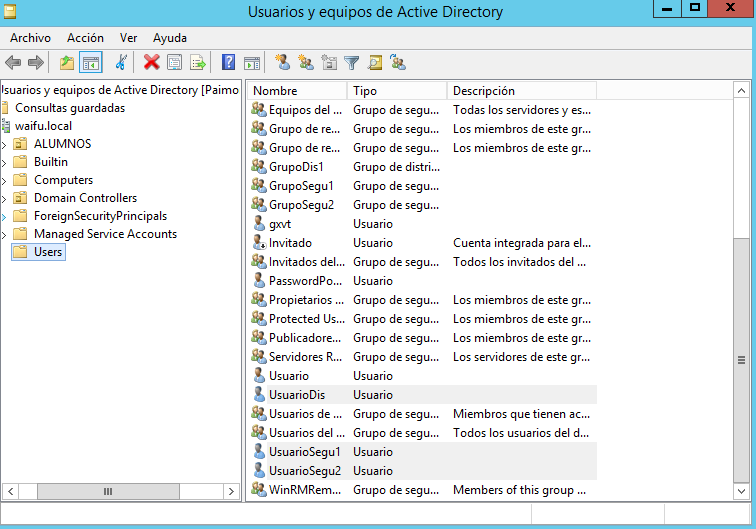 Usuarios y equipos de Active Directory
Archivo Acción Ver Ayuda
Usuarios y equipos de Active Directory [Paimo
Consultas guardadas
waifu.local
ALUMNOS
Builtin
Computers
Domain Controllers
ForeignSecurityPrincipals
Managed Service Accounts
Users
Nombre Tipo Descripción
Equipos del ... Grupo de segu... Todas los servidores y es...
Grupo de re... Grupo de segu... Los miembros de este gr...
Grupo de re... Grupo de segu... Los miembros de este gr...
GrupoDis1 Grupo de distri...
GrupoSegu1 Grupo de segu...
GrupoSegu2 Grupo de segu...
gxvt Usuario
Invitado Usuario Cuenta integrada para el...
Invitados del... Grupo de segu... Todos los invitados del ...
PasswordPo... Usuario
Propietarios ... Grupo de segu... Los miembros de este gr...
Protected Us... Grupo de segu... Los miembros de este gr...
Publicadore... Grupo de segu... Los miembros de este gr...
Servidores R... Grupo de segu... Los servidores de este gr...
Usuario Usuario
UsuarioDis Usuario
Usuarios de ... Grupo de segu... Miembros que tienen ac...
Usuarios del ... Grupo de segu... Todos los usuarios del d...
UsuarioSegu1 Usuario
UsuarioSegu2 Usuario
WinRMRem... Grupo de segu... Members of this group ...